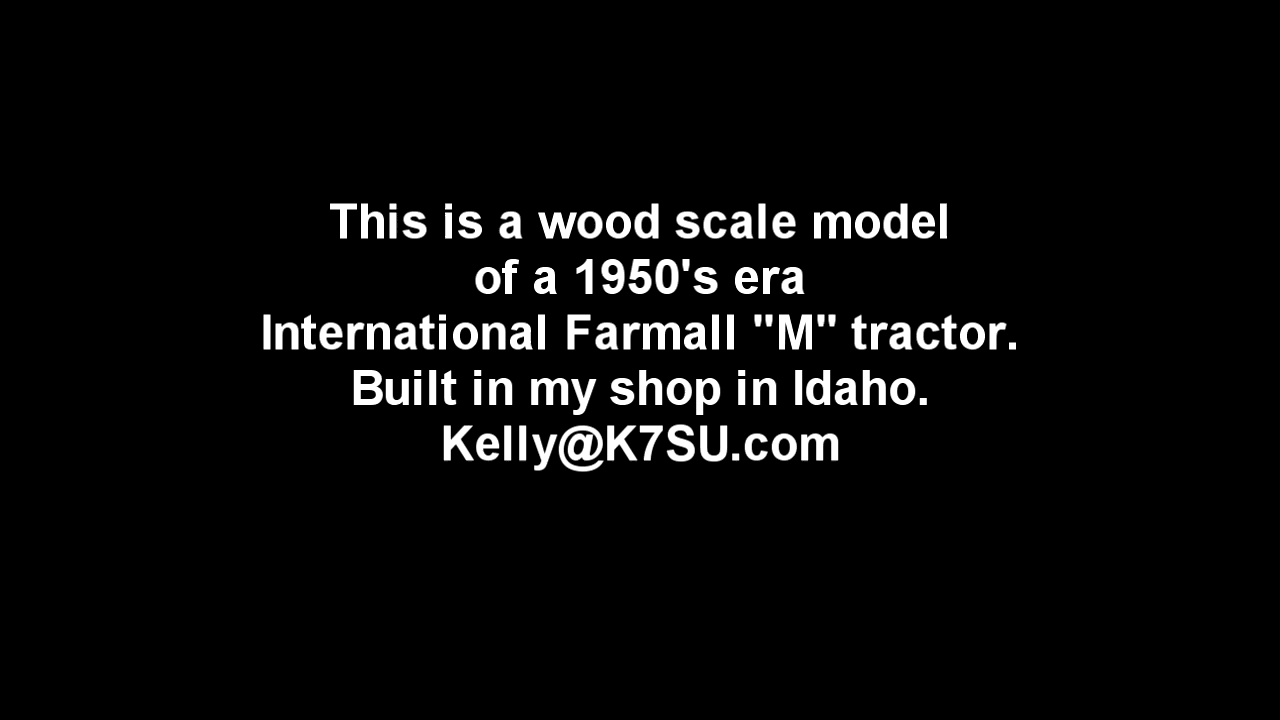 This is a wood scale model
of a 1950's era
International Farmall "M" tractor.
Built in my shop in Idaho.
Kelly@K7SU.com